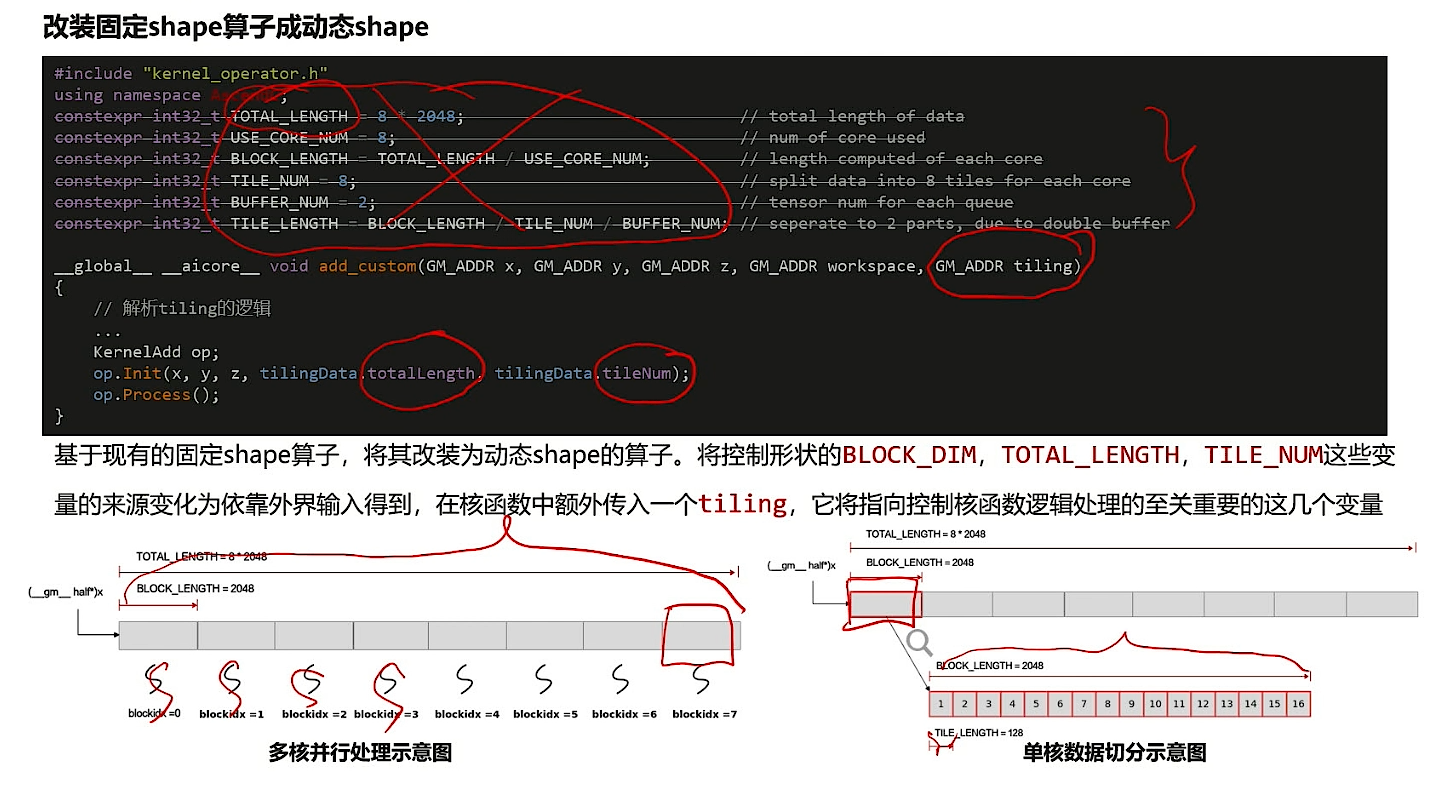 改装固定shape算子成动态shape
#include "kernel_operator.h"
using namespace
constexpr int32_t TOTAL_LENGTH = 8 * 2048; // total length of data
constexpr int32_t USE_CORE_NUM = 8; // num of core used
constexpr int32_t BLOCK_LENGTH = TOTAL_LENGTH / USE_CORE_NUM; // length computed of each core
constexpr int32_t TILE_NUM = 8; // split data into 8 tiles for each core
constexpr int32_t BUFFER_NUM = 2; // tensor num for each queue
constexpr int32_t TILE_LENGTH = BLOCK_LENGTH / TILE_NUM / BUFFER_NUM; // seperate to 2 parts, due to double buffer
__global__ __aicore__ void add_custom(GM_ADDR x, GM_ADDR y, GM_ADDR z, GM_ADDR workspace, GM_ADDR tiling)
{
// 解析tiling的逻辑
...
KernelAdd op;
op.Init(x, y, z, tilingData.totalLength, tilingData.tileNum);
op.Process();
}
基于现有的固定shape算子，将其改装为动态shape的算子。将控制形状的BLOCK_DIM，TOTAL_LENGTH，TILE_NUM这些变
量的来源变化为依靠外界输入得到，在核函数中额外传入一个tiling，它将指向控制核函数逻辑处理的至关重要的这几个变量
TOTAL_LENGTH = 8 * 2048
BLOCK_LENGTH = 2048
(__gm__ half*)x
blockidx =0 blockidx =1 blockidx =2 blockidx =3 blockidx =4 blockidx =5 blockidx =6 blockidx =7
多核并行处理示意图
TOTAL_LENGTH = 8 * 2048
BLOCK_LENGTH = 2048
(__gm__ half*)x
BLOCK_LENGTH = 2048
1 2 3 4 5 6 7 8 9 10 11 12 13 14 15 16
TILE_LENGTH = 128
单核数据切分示意图